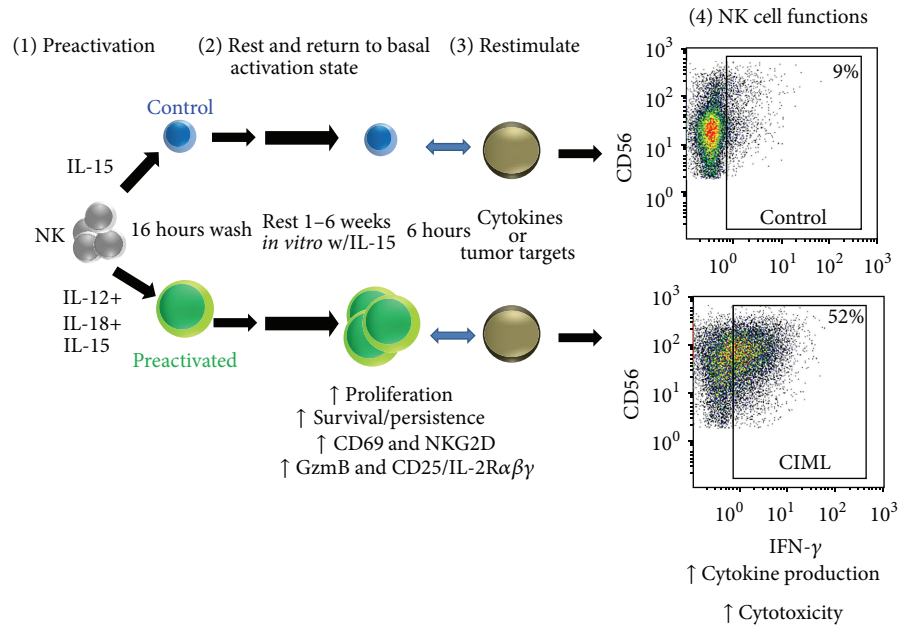 (1) Preactivation
(2) Rest and return to basal
activation state
(3) Restimulate
(4) NK cell functions
Control
IL-15
NK
16 hours wash
Rest 1–6 weeks
in vitro w/IL-15
6 hours
Cytokines
or
tumor targets
IL-12+
IL-18+
IL-15
Preactivated
↑ Proliferation
↑ Survival/persistence
↑ CD69 and NKG2D
↑ GzmB and CD25/IL-2Rαβγ
10³
10²
10¹
10⁰
CD56
9%
Control
10⁰ 10¹ 10² 10³
10³
10²
10¹
10⁰
CD56
52%
CIML
10⁰ 10¹ 10² 10³
IFN-γ
↑ Cytokine production
↑ Cytotoxicity